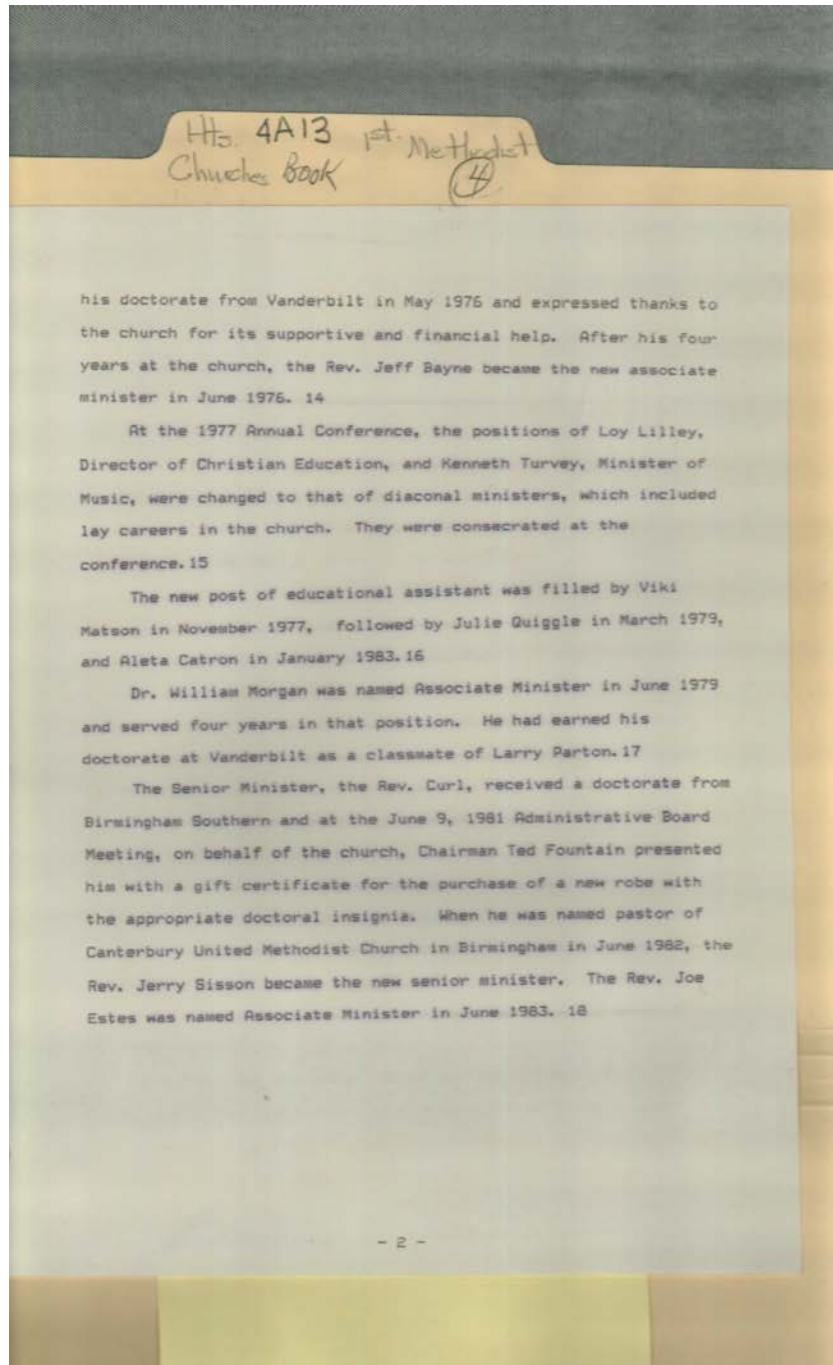 Hts. 4A13 1st. Methodist
Churches Book 4
his doctorate from Vanderbilt in May 1976 and expressed thanks to
the church for its supportive and financial help. After his four
years at the church, the Rev. Jeff Bayne became the new associate
minister in June 1976. 14
At the 1977 Annual Conference, the positions of Loy Lilley,
Director of Christian Education, and Kenneth Turvey, Minister of
Music, were changed to that of diaconal ministers, which included
lay careers in the church. They were consecrated at the
conference.15
The new post of educational assistant was filled by Viki
Matson in November 1977, followed by Julie Quiggle in March 1979,
and Aleta Catron in January 1983.16
Dr. William Morgan was named Associate Minister in June 1979
and served four years in that position. He had earned his
doctorate at Vanderbilt as a classmate of Larry Parton.17
The Senior Minister, the Rev. Curl, received a doctorate from
Birmingham Southern and at the June 9, 1981 Administrative Board
Meeting, on behalf of the church, Chairman Ted Fountain presented
him with a gift certificate for the purchase of a new robe with
the appropriate doctoral insignia. When he was named pastor of
Canterbury United Methodist Church in Birmingham in June 1982, the
Rev. Jerry Sisson became the new senior minister. The Rev. Joe
Estes was named Associate Minister in June 1983. 18
- 2 -